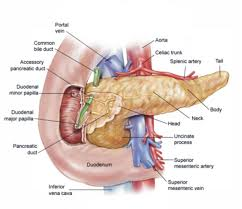 Portal
vein
Common
bile duct
Accessory
pancreatic duct
Duodenal
minor papilla
Duodenal
major papilla
Pancreatic
duct
Inferior
vena cava
Duodenum
Aorta
Celiac trunk
Splenic artery
Tail
Body
Neck
Head
Uncinate
process
Superior
mesenteric artery
Superior
mesenteric vein